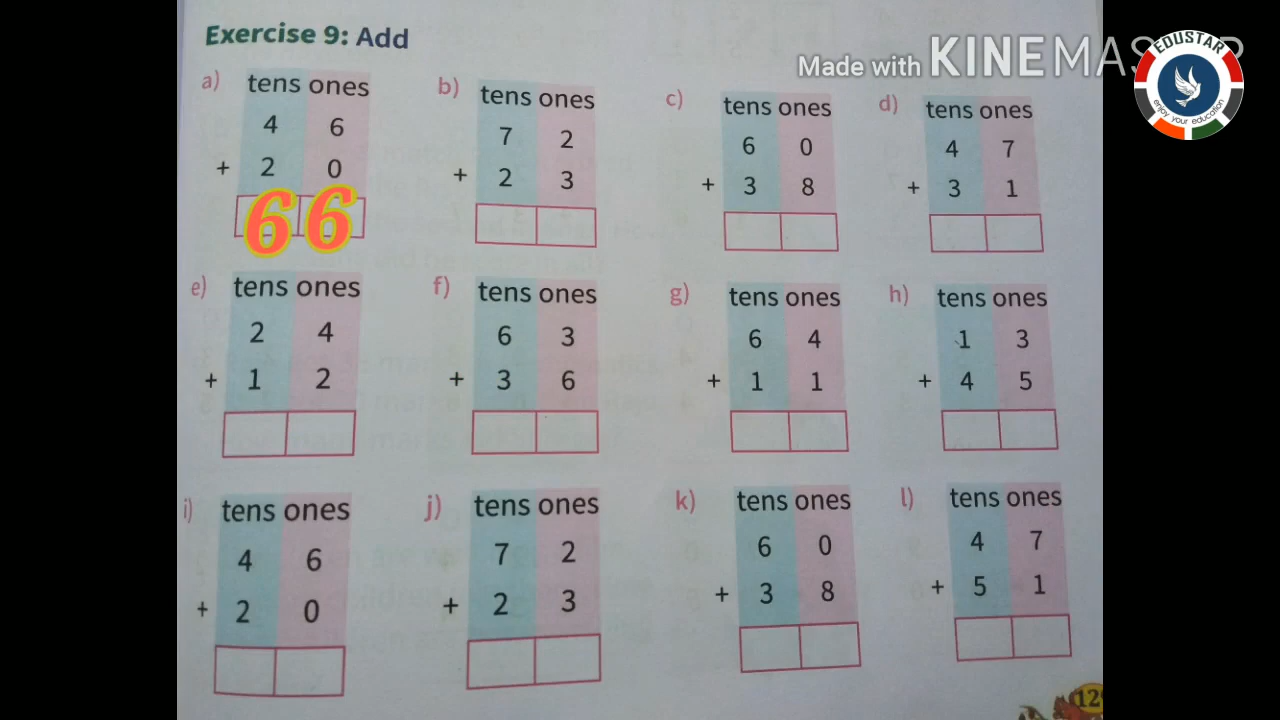 Exercise 9: Add
Made with KINEMA
EDUSTAR
enjoy your education
a) tens ones
4 6
+ 2 0
6 6
b) tens ones
7 2
+ 2 3
c) tens ones
6 0
+ 3 8
d) tens ones
4 7
+ 3 1
e) tens ones
2 4
+ 1 2
f) tens ones
6 3
+ 3 6
g) tens ones
6 4
+ 1 1
h) tens ones
1 3
+ 4 5
i) tens ones
4 6
+ 2 0
j) tens ones
7 2
+ 2 3
k) tens ones
6 0
+ 3 8
l) tens ones
4 7
+ 5 1